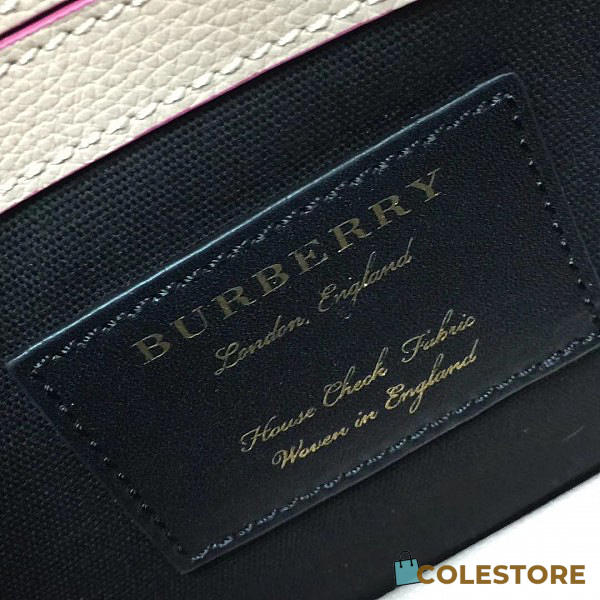 BURBERRY
London, England
House Check Fabric
Woven in England
COLESTORE